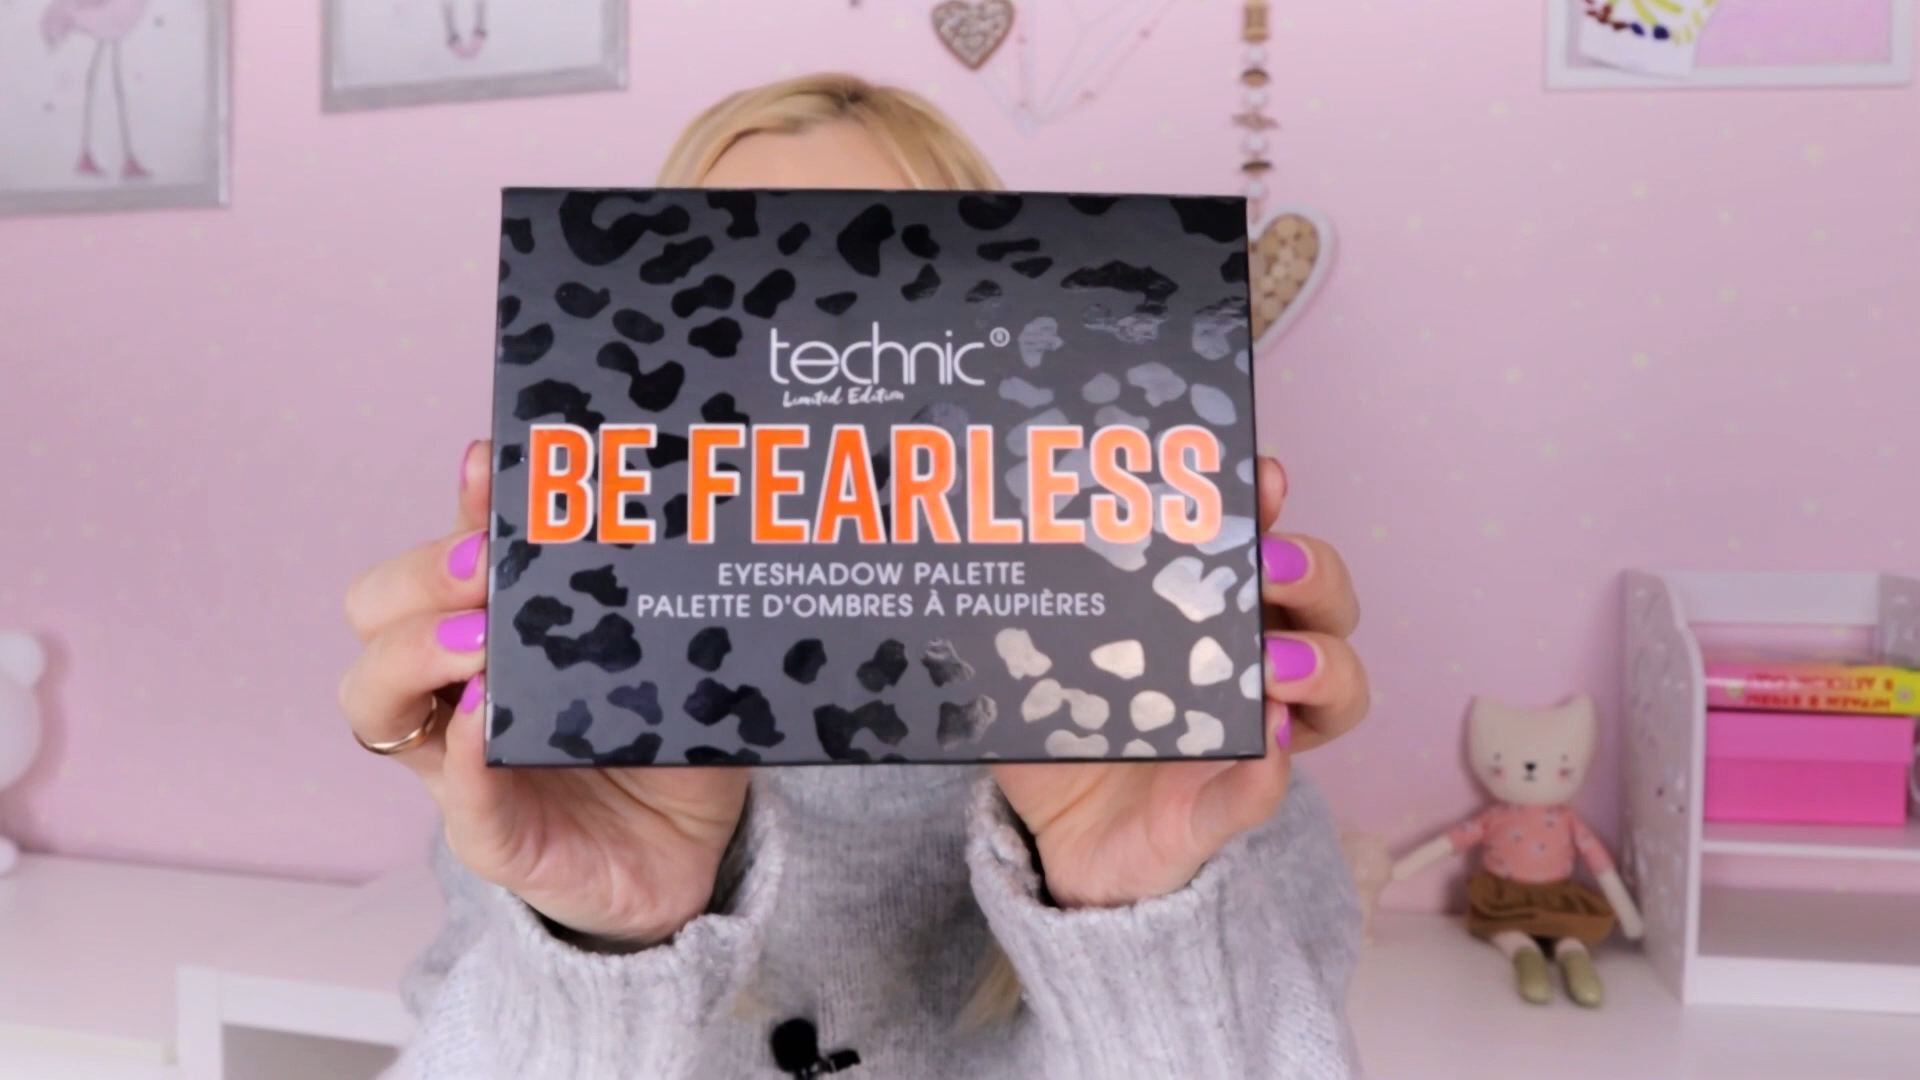 technic®
Limited Edition
BE FEARLESS
EYESHADOW PALETTE
PALETTE D'OMBRES À PAUPIÈRES